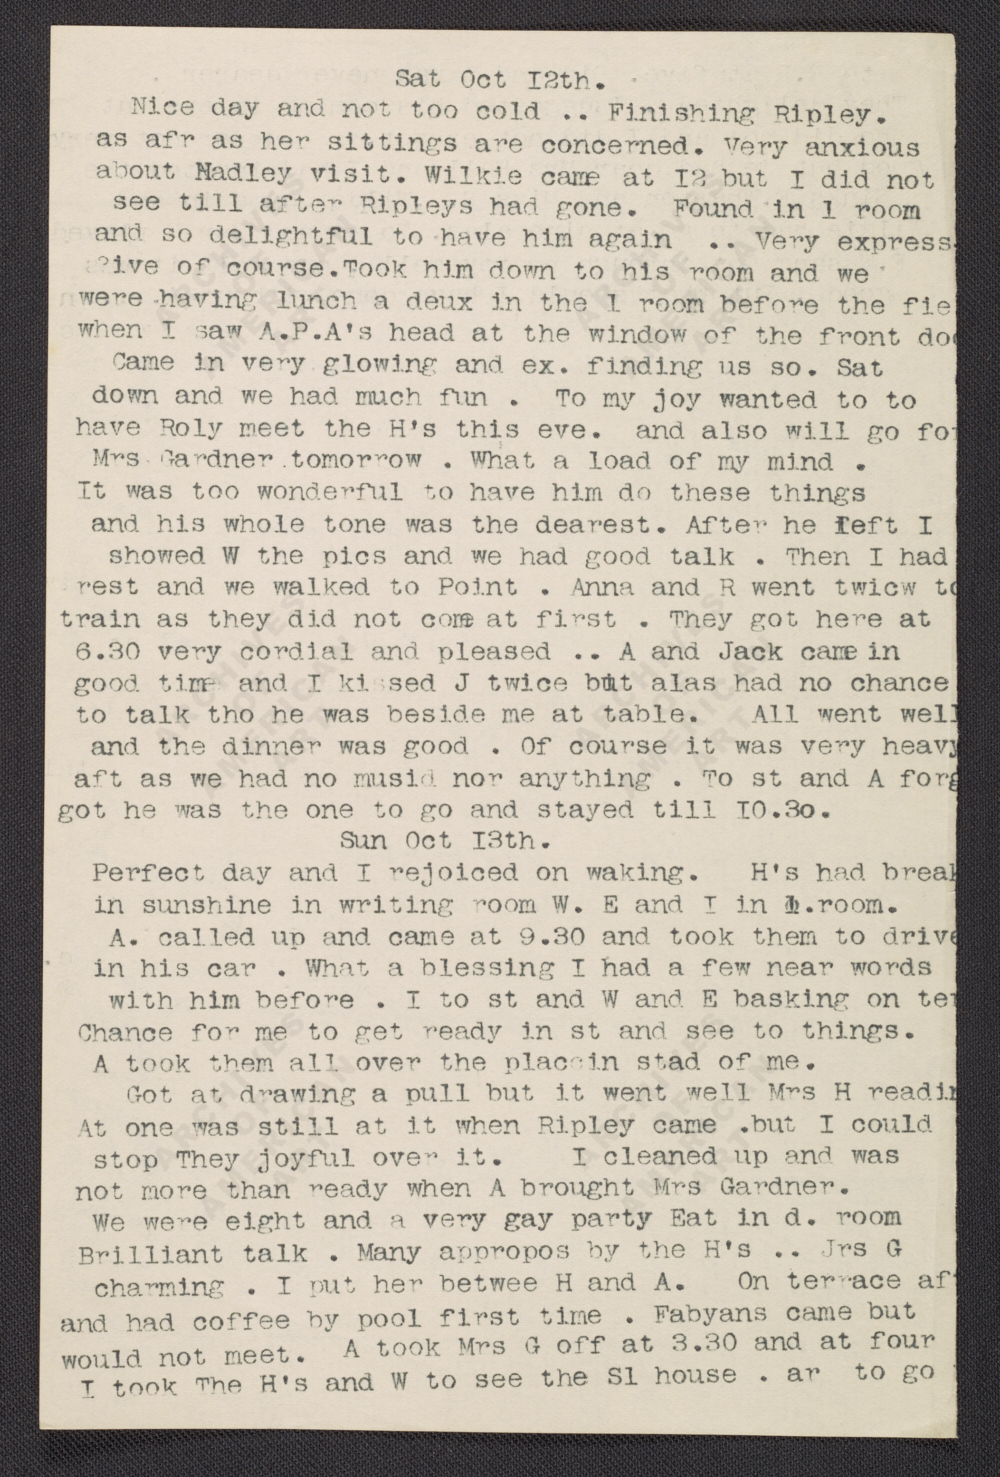 Sat Oct I2th.
Nice day and not too cold .. Finishing Ripley.
as afr as her sittings are concerned. Very anxious
about Nadley visit. Wilkie came at I2 but I did not
see till after Ripleys had gone. Found in l room
and so delightful to have him again .. Very express
ive of course.Took him down to his room and we
were having lunch a deux in the l room before the fie
when I saw A.P.A's head at the window of the front do
Came in very glowing and ex. finding us so. Sat
down and we had much fun . To my joy wanted to to
have Roly meet the H's this eve. and also will go for
Mrs Gardner tomorrow . What a load of my mind .
It was too wonderful to have him do these things
and his whole tone was the dearest. After he left I
showed W the pics and we had good talk . Then I had
rest and we walked to Point . Anna and R went twicw to
train as they did not come at first . They got here at
6.30 very cordial and pleased .. A and Jack came in
good time and I kissed J twice but alas had no chance
to talk tho he was beside me at table. All went well
and the dinner was good . Of course it was very heavy
aft as we had no music nor anything . To st and A forg
got he was the one to go and stayed till I0.3o.
Sun Oct I3th.
Perfect day and I rejoiced on waking. H's had break
in sunshine in writing room W. E and I in .room.
A. called up and came at 9.30 and took them to drive
in his car . What a blessing I had a few near words
with him before . I to st and W and E basking on ter
Chance for me to get ready in st and see to things.
A took them all over the place in stad of me.
Got at drawing a pull but it went well Mrs H readin
At one was still at it when Ripley came .but I could
stop They joyful over it. I cleaned up and was
not more than ready when A brought Mrs Gardner.
We were eight and a very gay party Eat in d. room
Brilliant talk . Many appropos by the H's .. Jrs G
charming . I put her betwee H and A. On terrace af
and had coffee by pool first time . Fabyans came but
would not meet. A took Mrs G off at 3.30 and at four
I took The H's and W to see the Sl house . ar to go